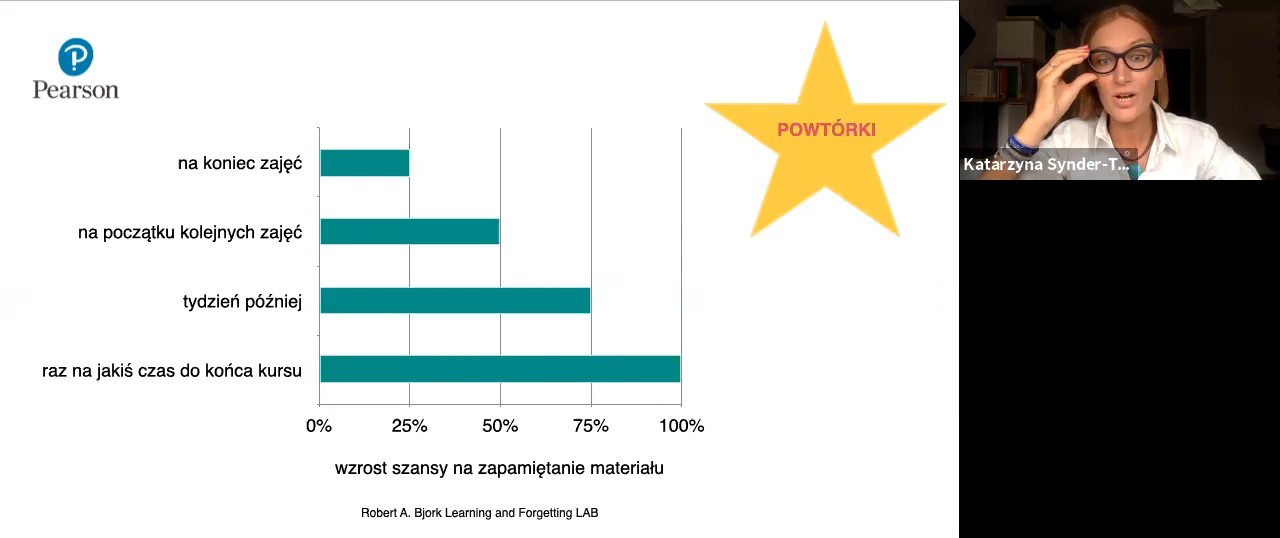 Pearson
POWTÓRKI
na koniec zajęć
na początku kolejnych zajęć
tydzień później
raz na jakiś czas do końca kursu
0% 25% 50% 75% 100%
wzrost szansy na zapamiętanie materiału
Robert A. Bjork Learning and Forgetting LAB
Katarzyna Synder-T...